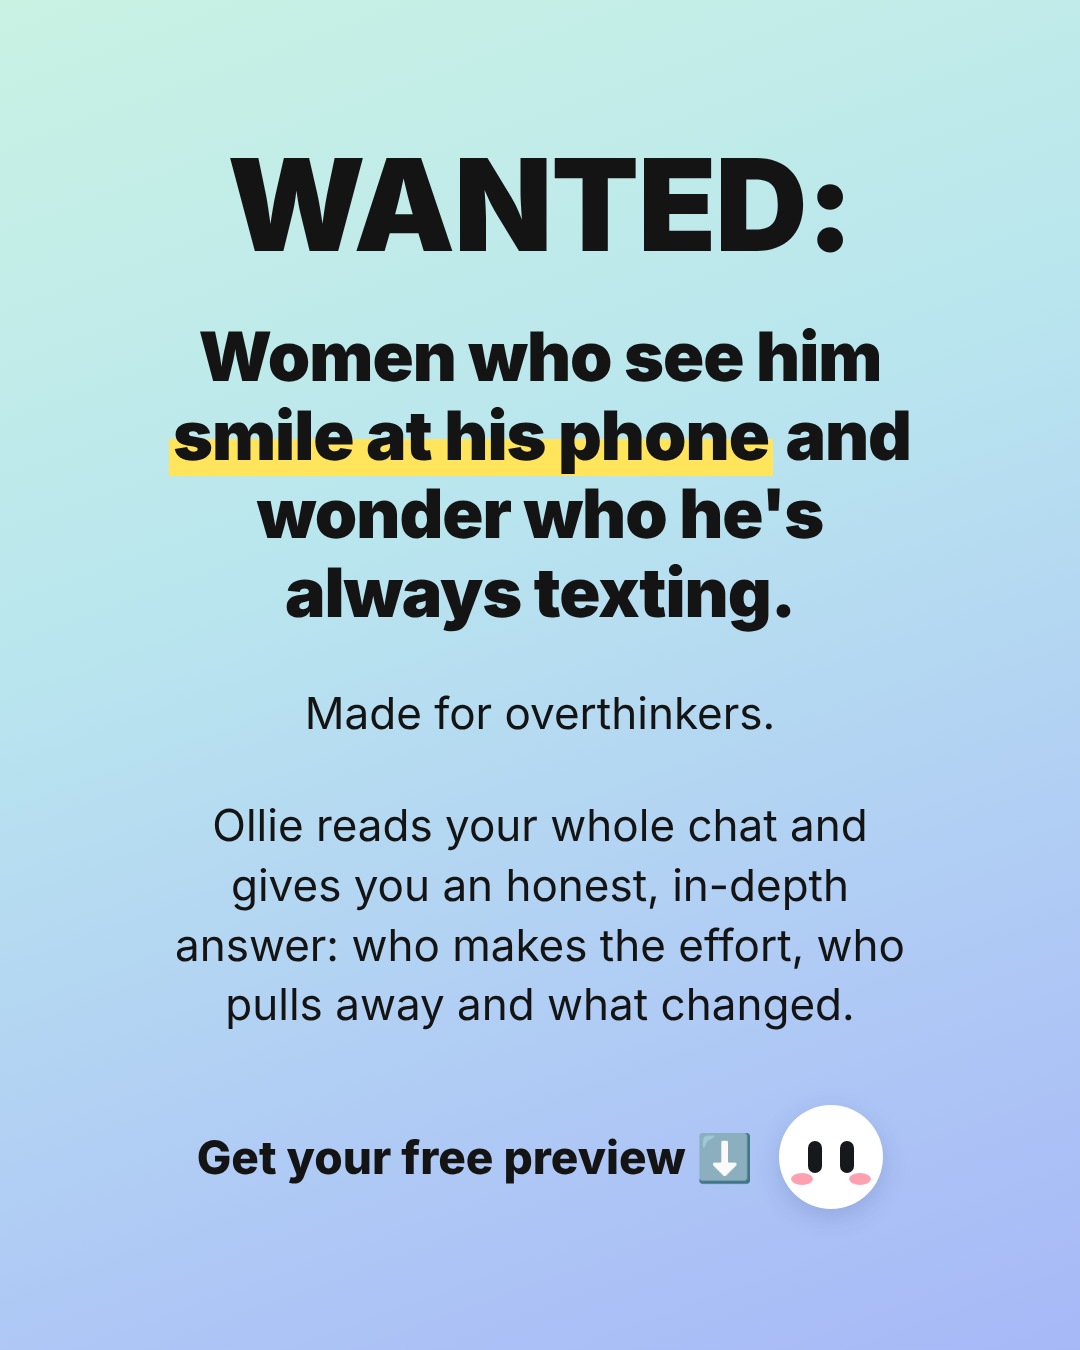 WANTED:
Women who see him
smile at his phone and
wonder who he's
always texting.
Made for overthinkers.
Ollie reads your whole chat and
gives you an honest, in-depth
answer: who makes the effort, who
pulls away and what changed.
Get your free preview ⬇️